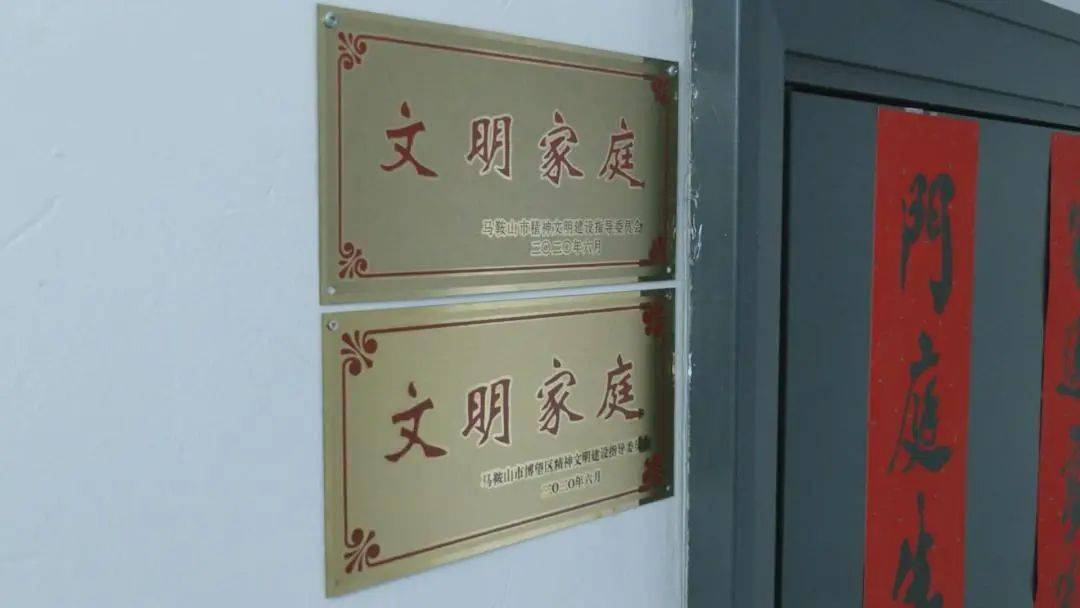 文明家庭
马鞍山市精神文明建设指导委员会
二〇二〇年六月
文明家庭
马鞍山市博望区精神文明建设指导委员
二〇二〇年六月
門庭生